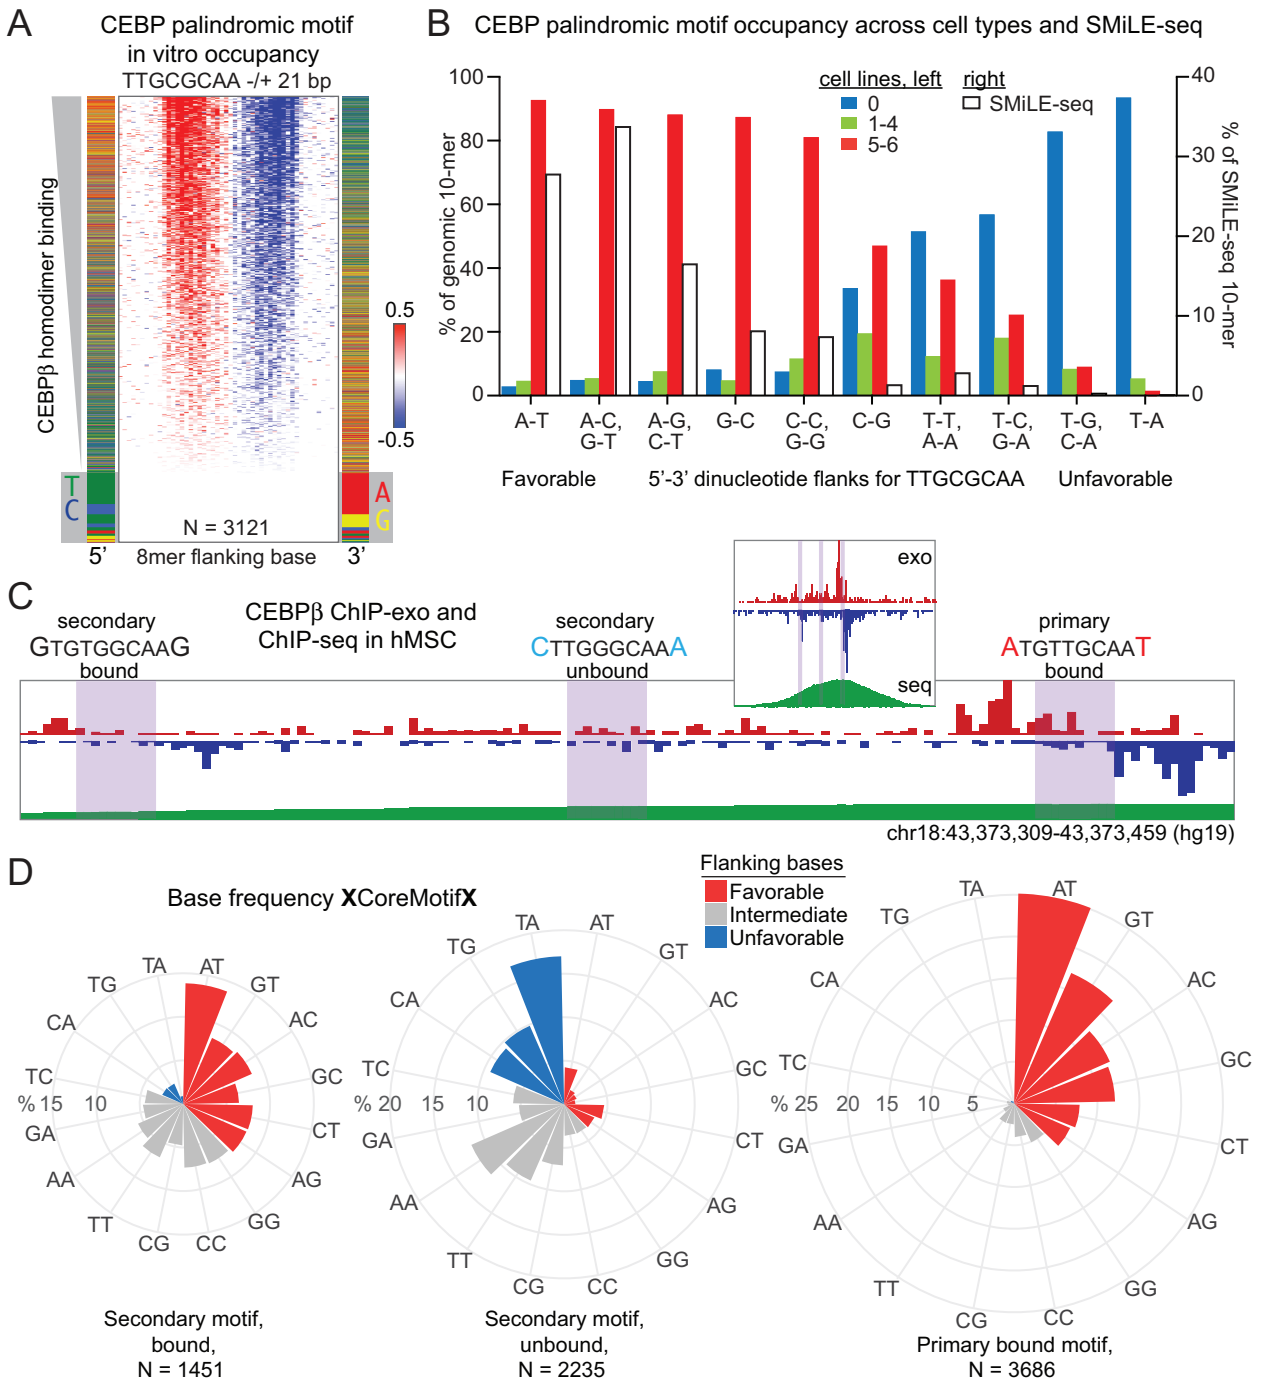 A
CEBP palindromic motif
in vitro occupancy
TTGCGCAA -/+ 21 bp
CEBPβ homodimer binding
0.5
-0.5
T
C
A
G
N = 3121
5’
8mer flanking base
3’
B
CEBP palindromic motif occupancy across cell types and SMiLE-seq
cell lines, left
0
1-4
5-6
right
SMiLE-seq
% of genomic 10-mer
100
80
60
40
20
0
% of SMiLE-seq 10-mer
40
30
20
10
0
A-T
A-C,
G-T
A-G,
C-T
G-C
C-C,
G-G
C-G
T-T,
A-A
T-C,
G-A
T-G,
C-A
T-A
Favorable
5’-3’ dinucleotide flanks for TTGCGCAA
Unfavorable
C
CEBPβ ChIP-exo and
ChIP-seq in hMSC
secondary
GTGTGGCAAG
bound
secondary
CTTGGGCAAA
unbound
exo
seq
primary
ATGTTGCAAT
bound
chr18:43,373,309-43,373,459 (hg19)
D
Base frequency XCoreMotifX
Flanking bases
Favorable
Intermediate
Unfavorable
TA
AT
GT
AC
GC
CT
AG
GG
CC
CG
TT
AA
GA
TC
CA
TG
% 15
10
Secondary motif,
bound,
N = 1451
TA
AT
GT
AC
GC
CT
AG
GG
CC
CG
TT
AA
GA
TC
CA
TG
% 20
15
10
Secondary motif,
unbound,
N = 2235
TA
AT
GT
AC
GC
CT
AG
GG
CC
CG
TT
AA
GA
TC
CA
TG
% 25
20
15
10
5
Primary bound motif,
N = 3686